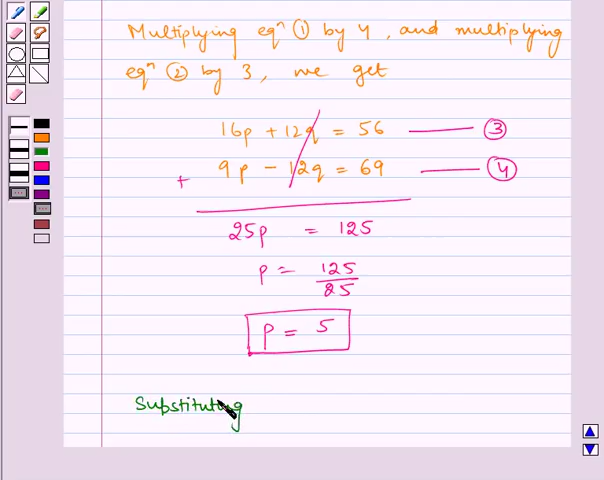 Multiplying eqⁿ ① by 4, and multiplying
eqⁿ ② by 3, we get
16p + 12q = 56 ③
+ 9p - 12q = 69 ④
25p = 125
p = 125/25
p = 5
Substituting